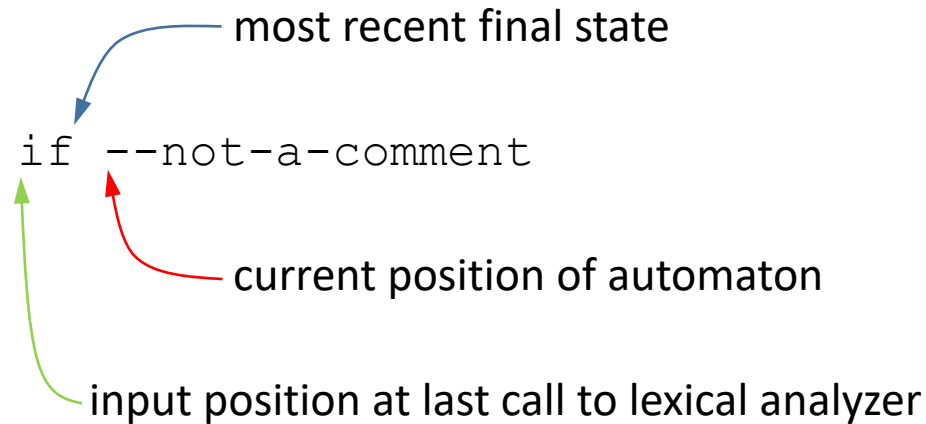 most recent final state
if --not-a-comment
current position of automaton
input position at last call to lexical analyzer